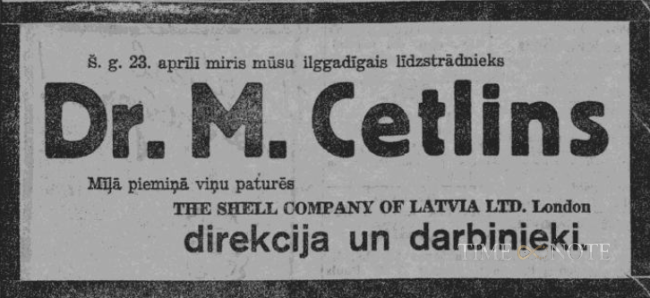 Š. g. 23. aprīlī miris mūsu ilggadīgais līdzstrādnieks
Dr. M. Cetlins
Mīļā piemiņā viņu paturēs
THE SHELL COMPANY OF LATVIA LTD. London
direkcija un darbinieki.
TIME NOTE